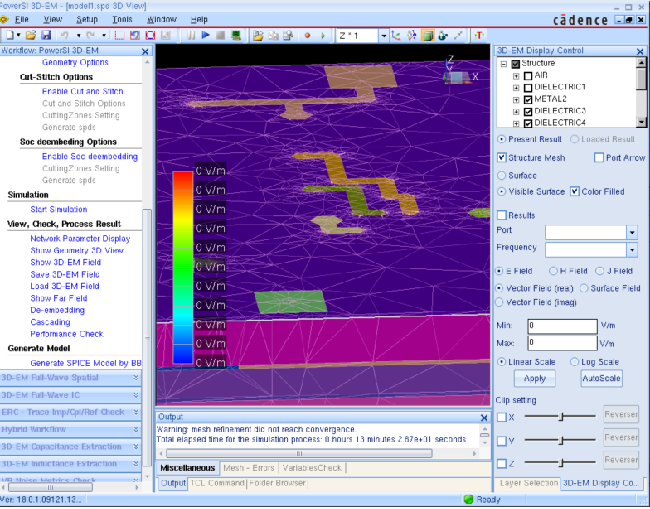 PowerSI 3D-EM - [model1.spd 3D View]
File View Setup Tools Window Help
cādence
Z * 1
Workflow: PowerSI 3D-EM
Geometry Options
Cut-Stitch Options
Enable Cut and Stitch
Cut and Stitch Options
CuttingZones Setting
Generate spds
Soc deembeding Options
Enable Soc deembedding
CuttingZones Setting
Generate spds
Simulation
Start Simulation
View, Check, Process Result
Network Parameter Display
Show Geometry 3D View
Show 3D-EM Field
Save 3D-EM Field
Load 3D-EM Field
Show Far Field
De-embedding
Cascading
Performance Check
Generate Model
Generate SPICE Model by BB
3D-EM Full-Wave Spatial
3D-EM Full-Wave IC
ERC - Trace Imp/Cpl/Ref Check
Hybrid Workflow
3D-EM Capacitance Extraction
3D-EM Inductance Extraction
Ver: 18.0.1.09121.13...
Z
Y
X
0 V/m
0 V/m
0 V/m
0 V/m
0 V/m
0 V/m
0 V/m
0 V/m
0 V/m
0 V/m
0 V/m
Output
Warning: mesh refinement did not reach convergence.
Total elapsed time for the simulation process: 0 hours 13 minutes 2.87e+01 seconds
Miscellaneous Mesh - Errors VariablesCheck
Output TCL Command Folder Browser
Ready
3D-EM Display Control
Structure
AIR
DIELECTRIC1
METAL2
DIELECTRIC3
DIELECTRIC4
Present Result Loaded Result
Structure Mesh Port Arrow
Surface
Visible Surface Color Filled
Results
Port
Frequency
E Field H Field J Field
Vector Field (real) Surface Field
Vector Field (imag)
Min: 0 V/m
Max: 0 V/m
Linear Scale Log Scale
Apply AutoScale
Clip setting
X Reverser
Y Reverser
Z Reverser
Layer Selection 3D-EM Display Co...